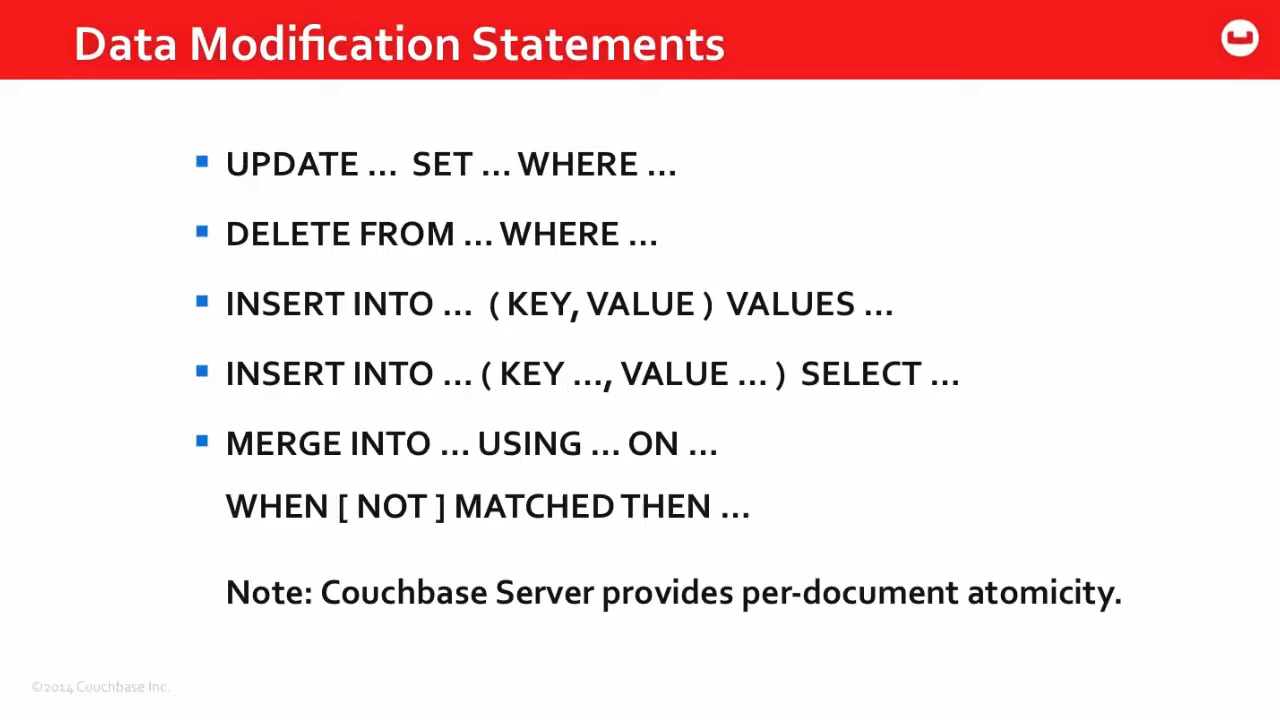 Data Modification Statements
UPDATE ... SET ... WHERE ...
DELETE FROM ... WHERE ...
INSERT INTO ... ( KEY, VALUE ) VALUES ...
INSERT INTO ... ( KEY ..., VALUE ... ) SELECT ...
MERGE INTO ... USING ... ON ...
WHEN [ NOT ] MATCHED THEN ...
Note: Couchbase Server provides per-document atomicity.
©2014 Couchbase Inc.